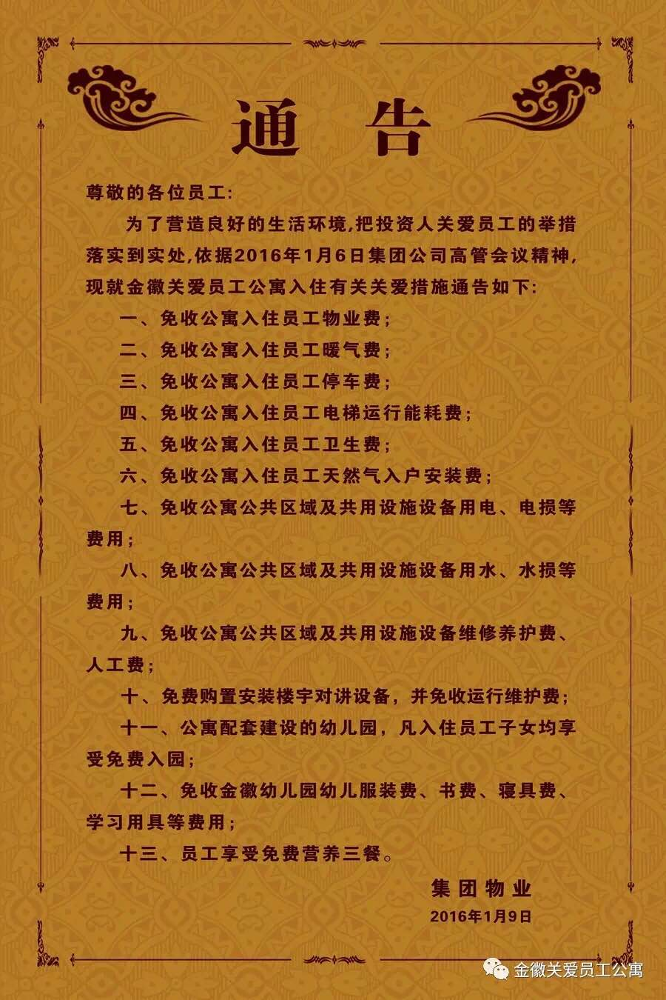 通告
尊敬的各位员工:
为了营造良好的生活环境,把投资人关爱员工的举措
落实到实处,依据2016年1月6日集团公司高管会议精神,
现就金徽关爱员工公寓入住有关关爱措施通告如下:
一、免收公寓入住员工物业费;
二、免收公寓入住员工暖气费;
三、免收公寓入住员工停车费;
四、免收公寓入住员工电梯运行能耗费;
五、免收公寓入住员工卫生费;
六、免收公寓入住员工天然气入户安装费;
七、免收公寓公共区域及共用设施设备用电、电损等
费用;
八、免收公寓公共区域及共用设施设备用水、水损等
费用;
九、免收公寓公共区域及共用设施设备维修养护费、
人工费;
十、免费购置安装楼宇对讲设备，并免收运行维护费;
十一、公寓配套建设的幼儿园，凡入住员工子女均享
受免费入园;
十二、免收金徽幼儿园幼儿服装费、书费、寝具费、
学习用具等费用;
十三、员工享受免费营养三餐。
集团物业
2016年1月9日
金徽关爱员工公寓